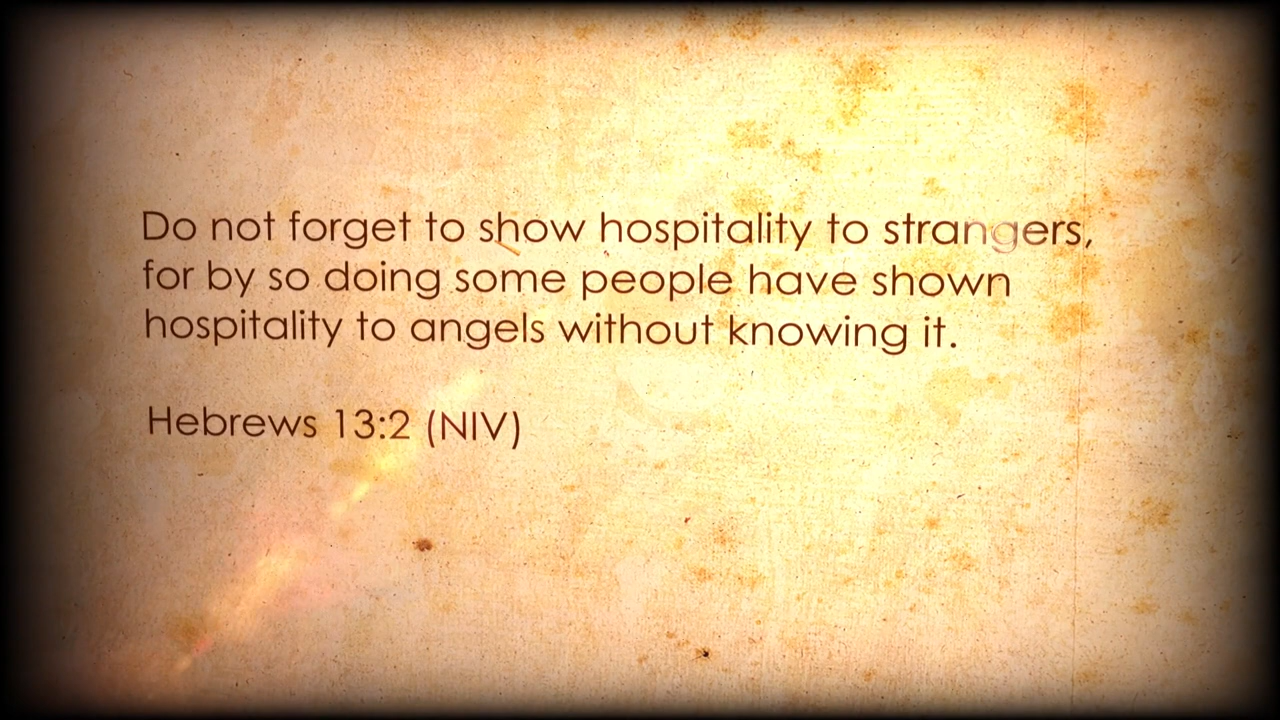 Do not forget to show hospitality to strangers,
for by so doing some people have shown
hospitality to angels without knowing it.
Hebrews 13:2 (NIV)